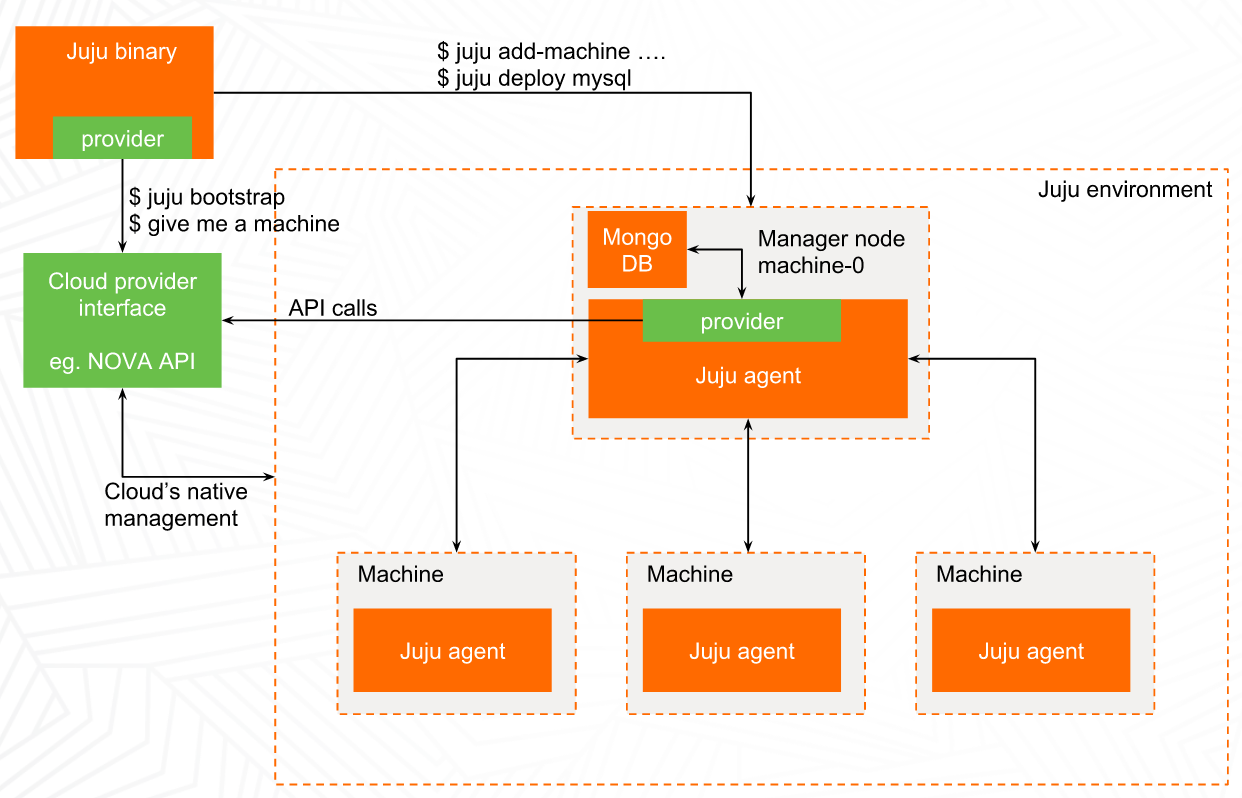 Juju binary
provider
$ juju add-machine ….
$ juju deploy mysql
$ juju bootstrap
$ give me a machine
Juju environment
Cloud provider
interface
eg. NOVA API
API calls
Mongo
DB
Manager node
machine-0
provider
Juju agent
Cloud’s native
management
Machine
Juju agent
Machine
Juju agent
Machine
Juju agent